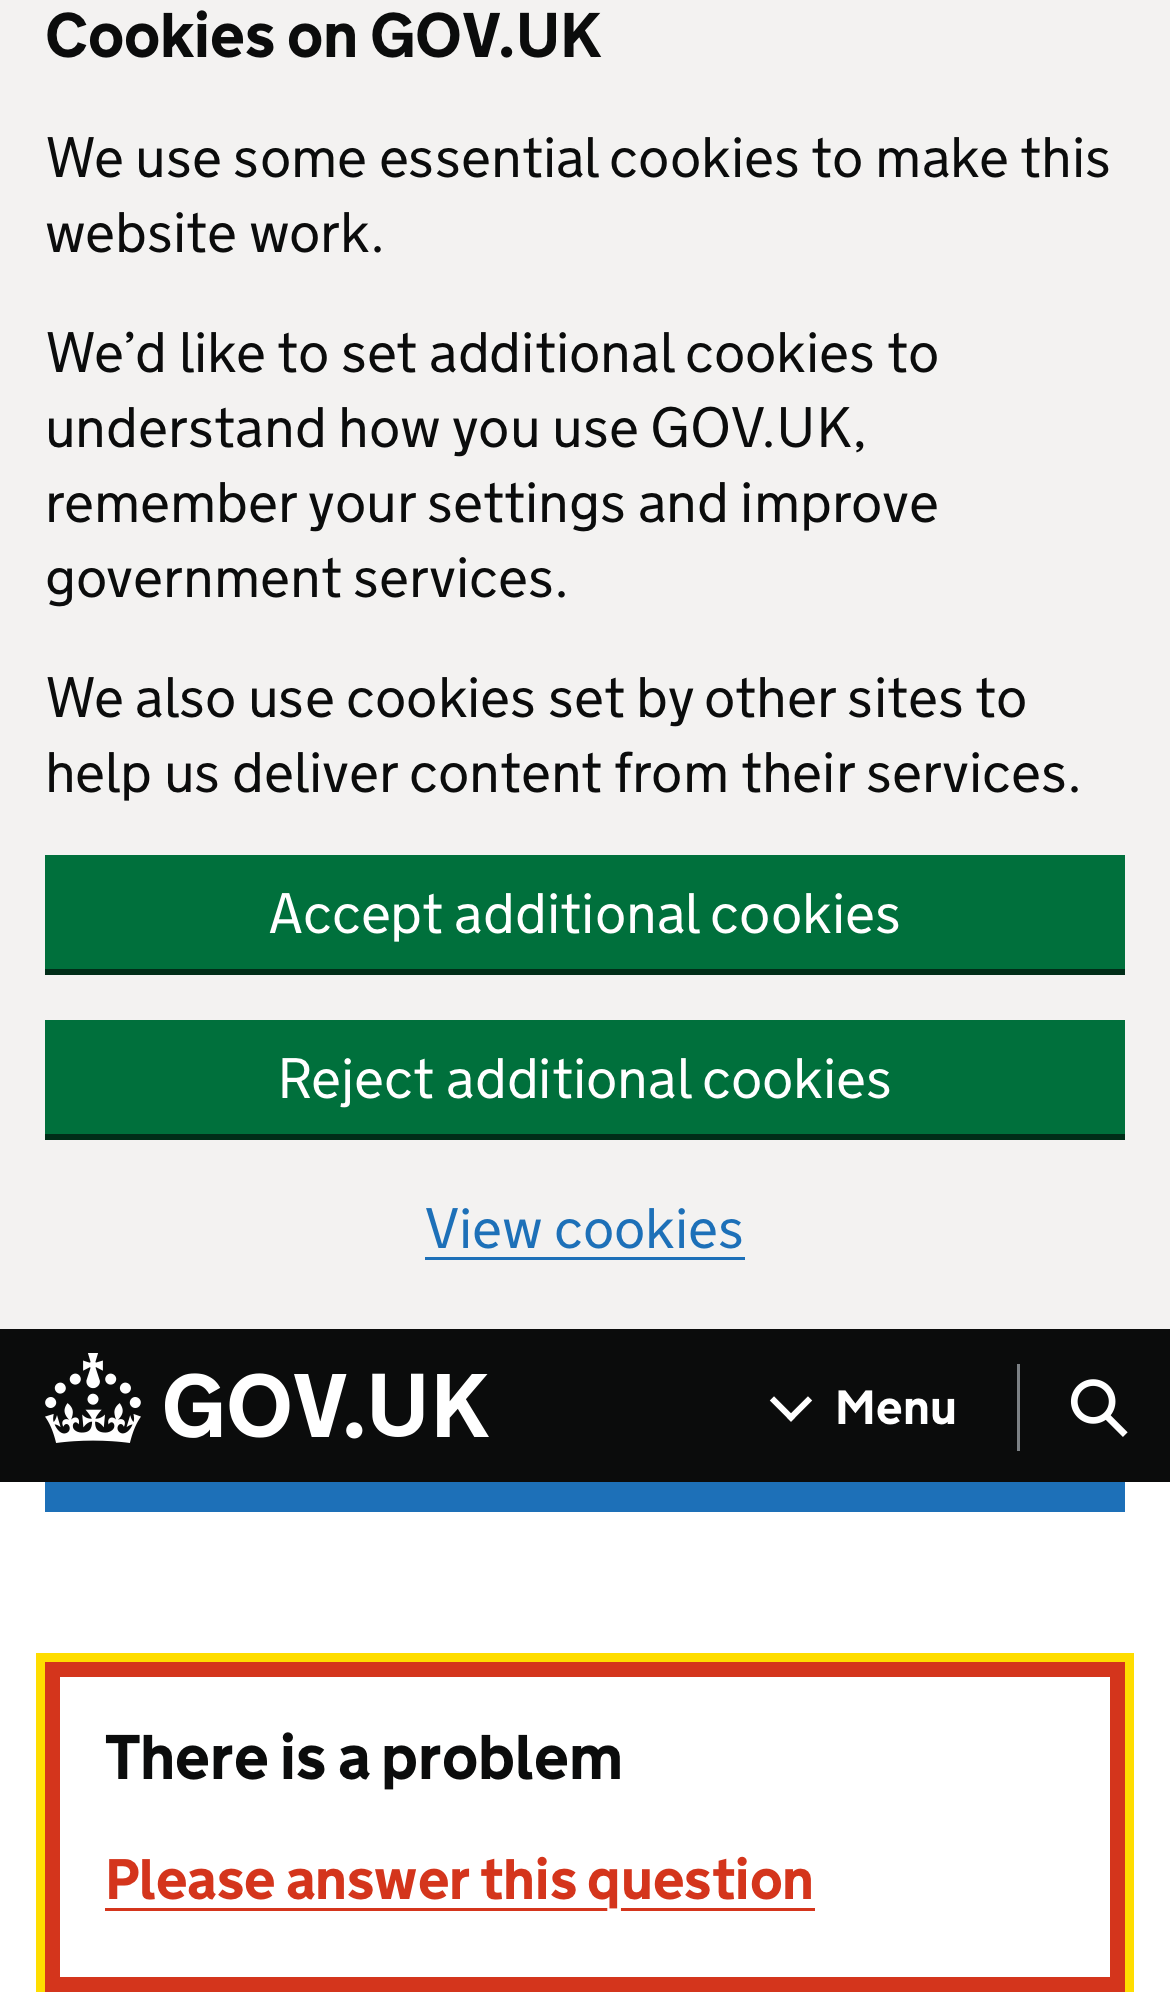 Cookies on GOV.UK
We use some essential cookies to make this
website work.
We’d like to set additional cookies to
understand how you use GOV.UK,
remember your settings and improve
government services.
We also use cookies set by other sites to
help us deliver content from their services.
Accept additional cookies
Reject additional cookies
View cookies
GOV.UK Menu
There is a problem
Please answer this question